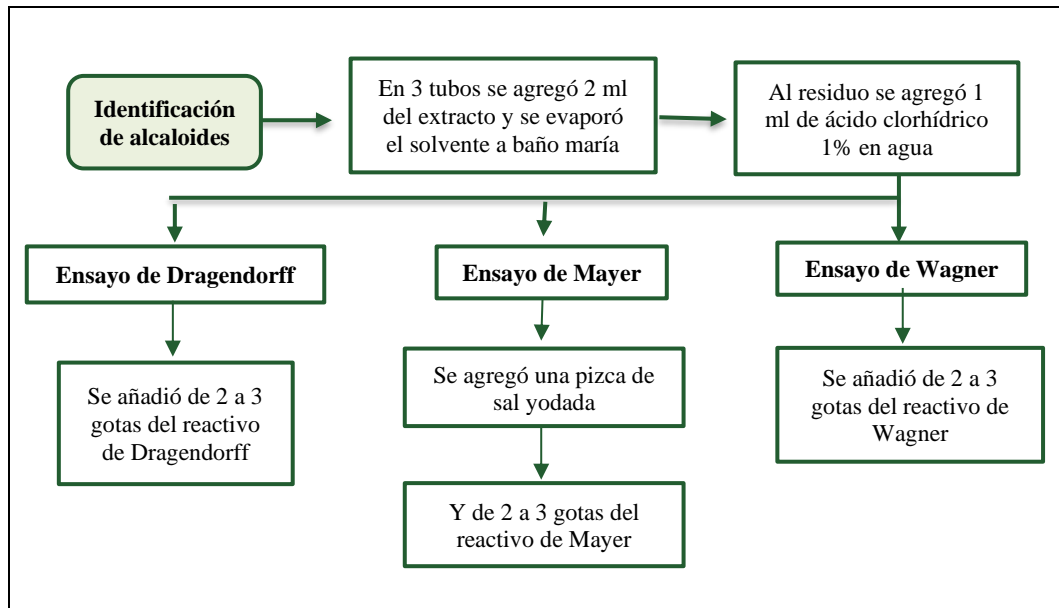 Identificación
de alcaloides
En 3 tubos se agregó 2 ml
del extracto y se evaporó
el solvente a baño maría
Al residuo se agregó 1
ml de ácido clorhídrico
1% en agua
Ensayo de Dragendorff
Ensayo de Mayer
Ensayo de Wagner
Se añadió de 2 a 3
gotas del reactivo
de Dragendorff
Se agregó una pizca de
sal yodada
Se añadió de 2 a 3
gotas del reactivo de
Wagner
Y de 2 a 3 gotas del
reactivo de Mayer